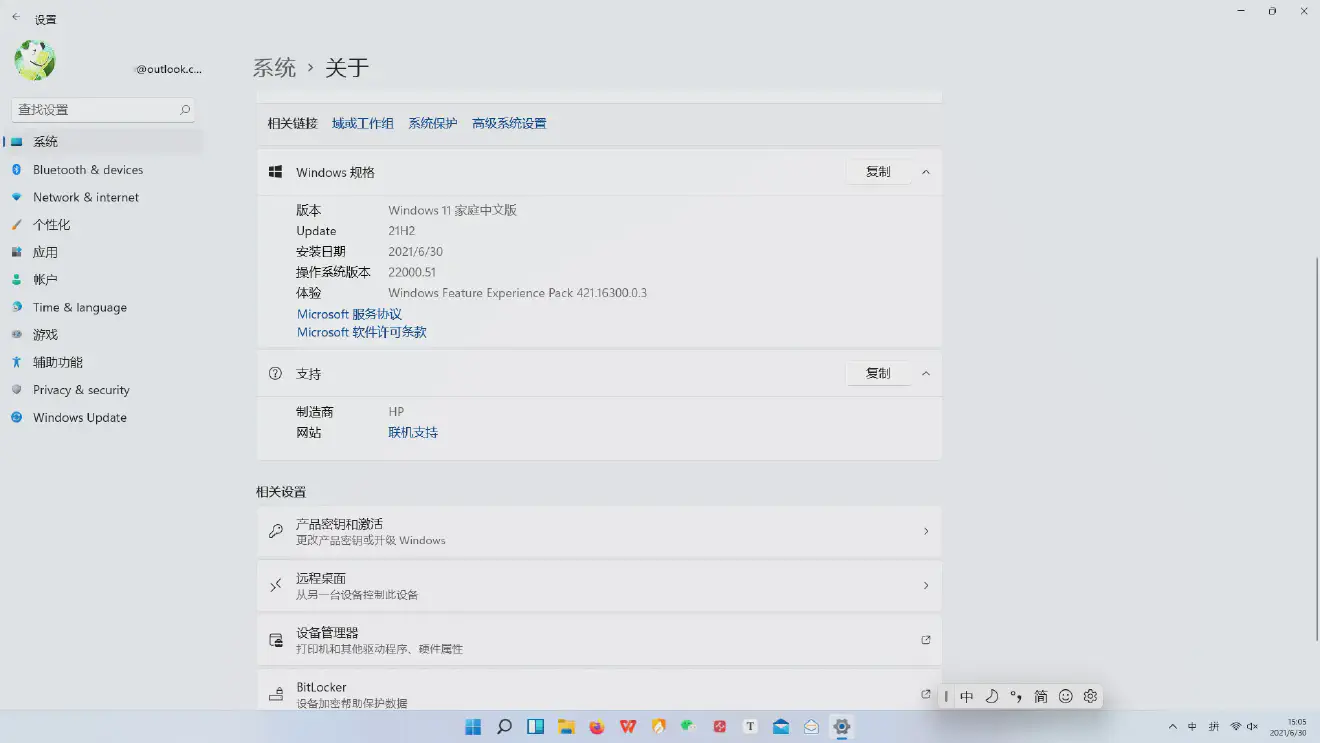 设置
@outlook.c...
查找设置
系统
Bluetooth & devices
Network & internet
个性化
应用
帐户
Time & language
游戏
辅助功能
Privacy & security
Windows Update
系统 › 关于
相关链接 域或工作组 系统保护 高级系统设置
Windows 规格 复制
版本 Windows 11 家庭中文版
Update 21H2
安装日期 2021/6/30
操作系统版本 22000.51
体验 Windows Feature Experience Pack 421.16300.0.3
Microsoft 服务协议
Microsoft 软件许可条款
支持 复制
制造商 HP
网站 联机支持
相关设置
产品密钥和激活
更改产品密钥或升级 Windows
远程桌面
从另一台设备控制此设备
设备管理器
打印机和其他驱动程序、硬件属性
BitLocker
设备加密帮助保护数据
中 简
T
中 拼 15:05
2021/6/30